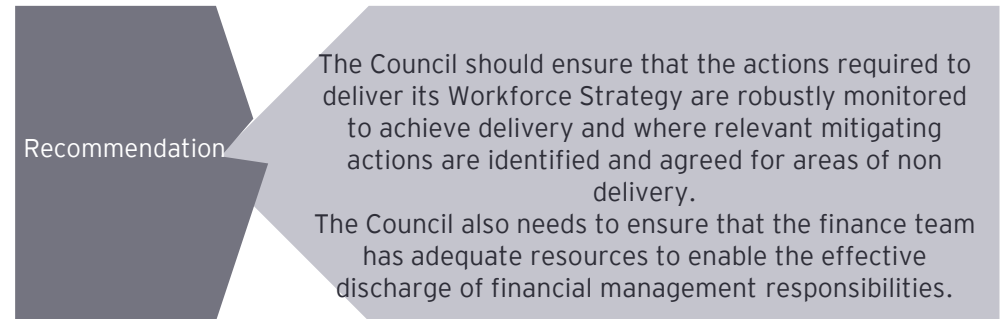 Recommendation
The Council should ensure that the actions required to
deliver its Workforce Strategy are robustly monitored
to achieve delivery and where relevant mitigating
actions are identified and agreed for areas of non
delivery.
The Council also needs to ensure that the finance team
has adequate resources to enable the effective
discharge of financial management responsibilities.